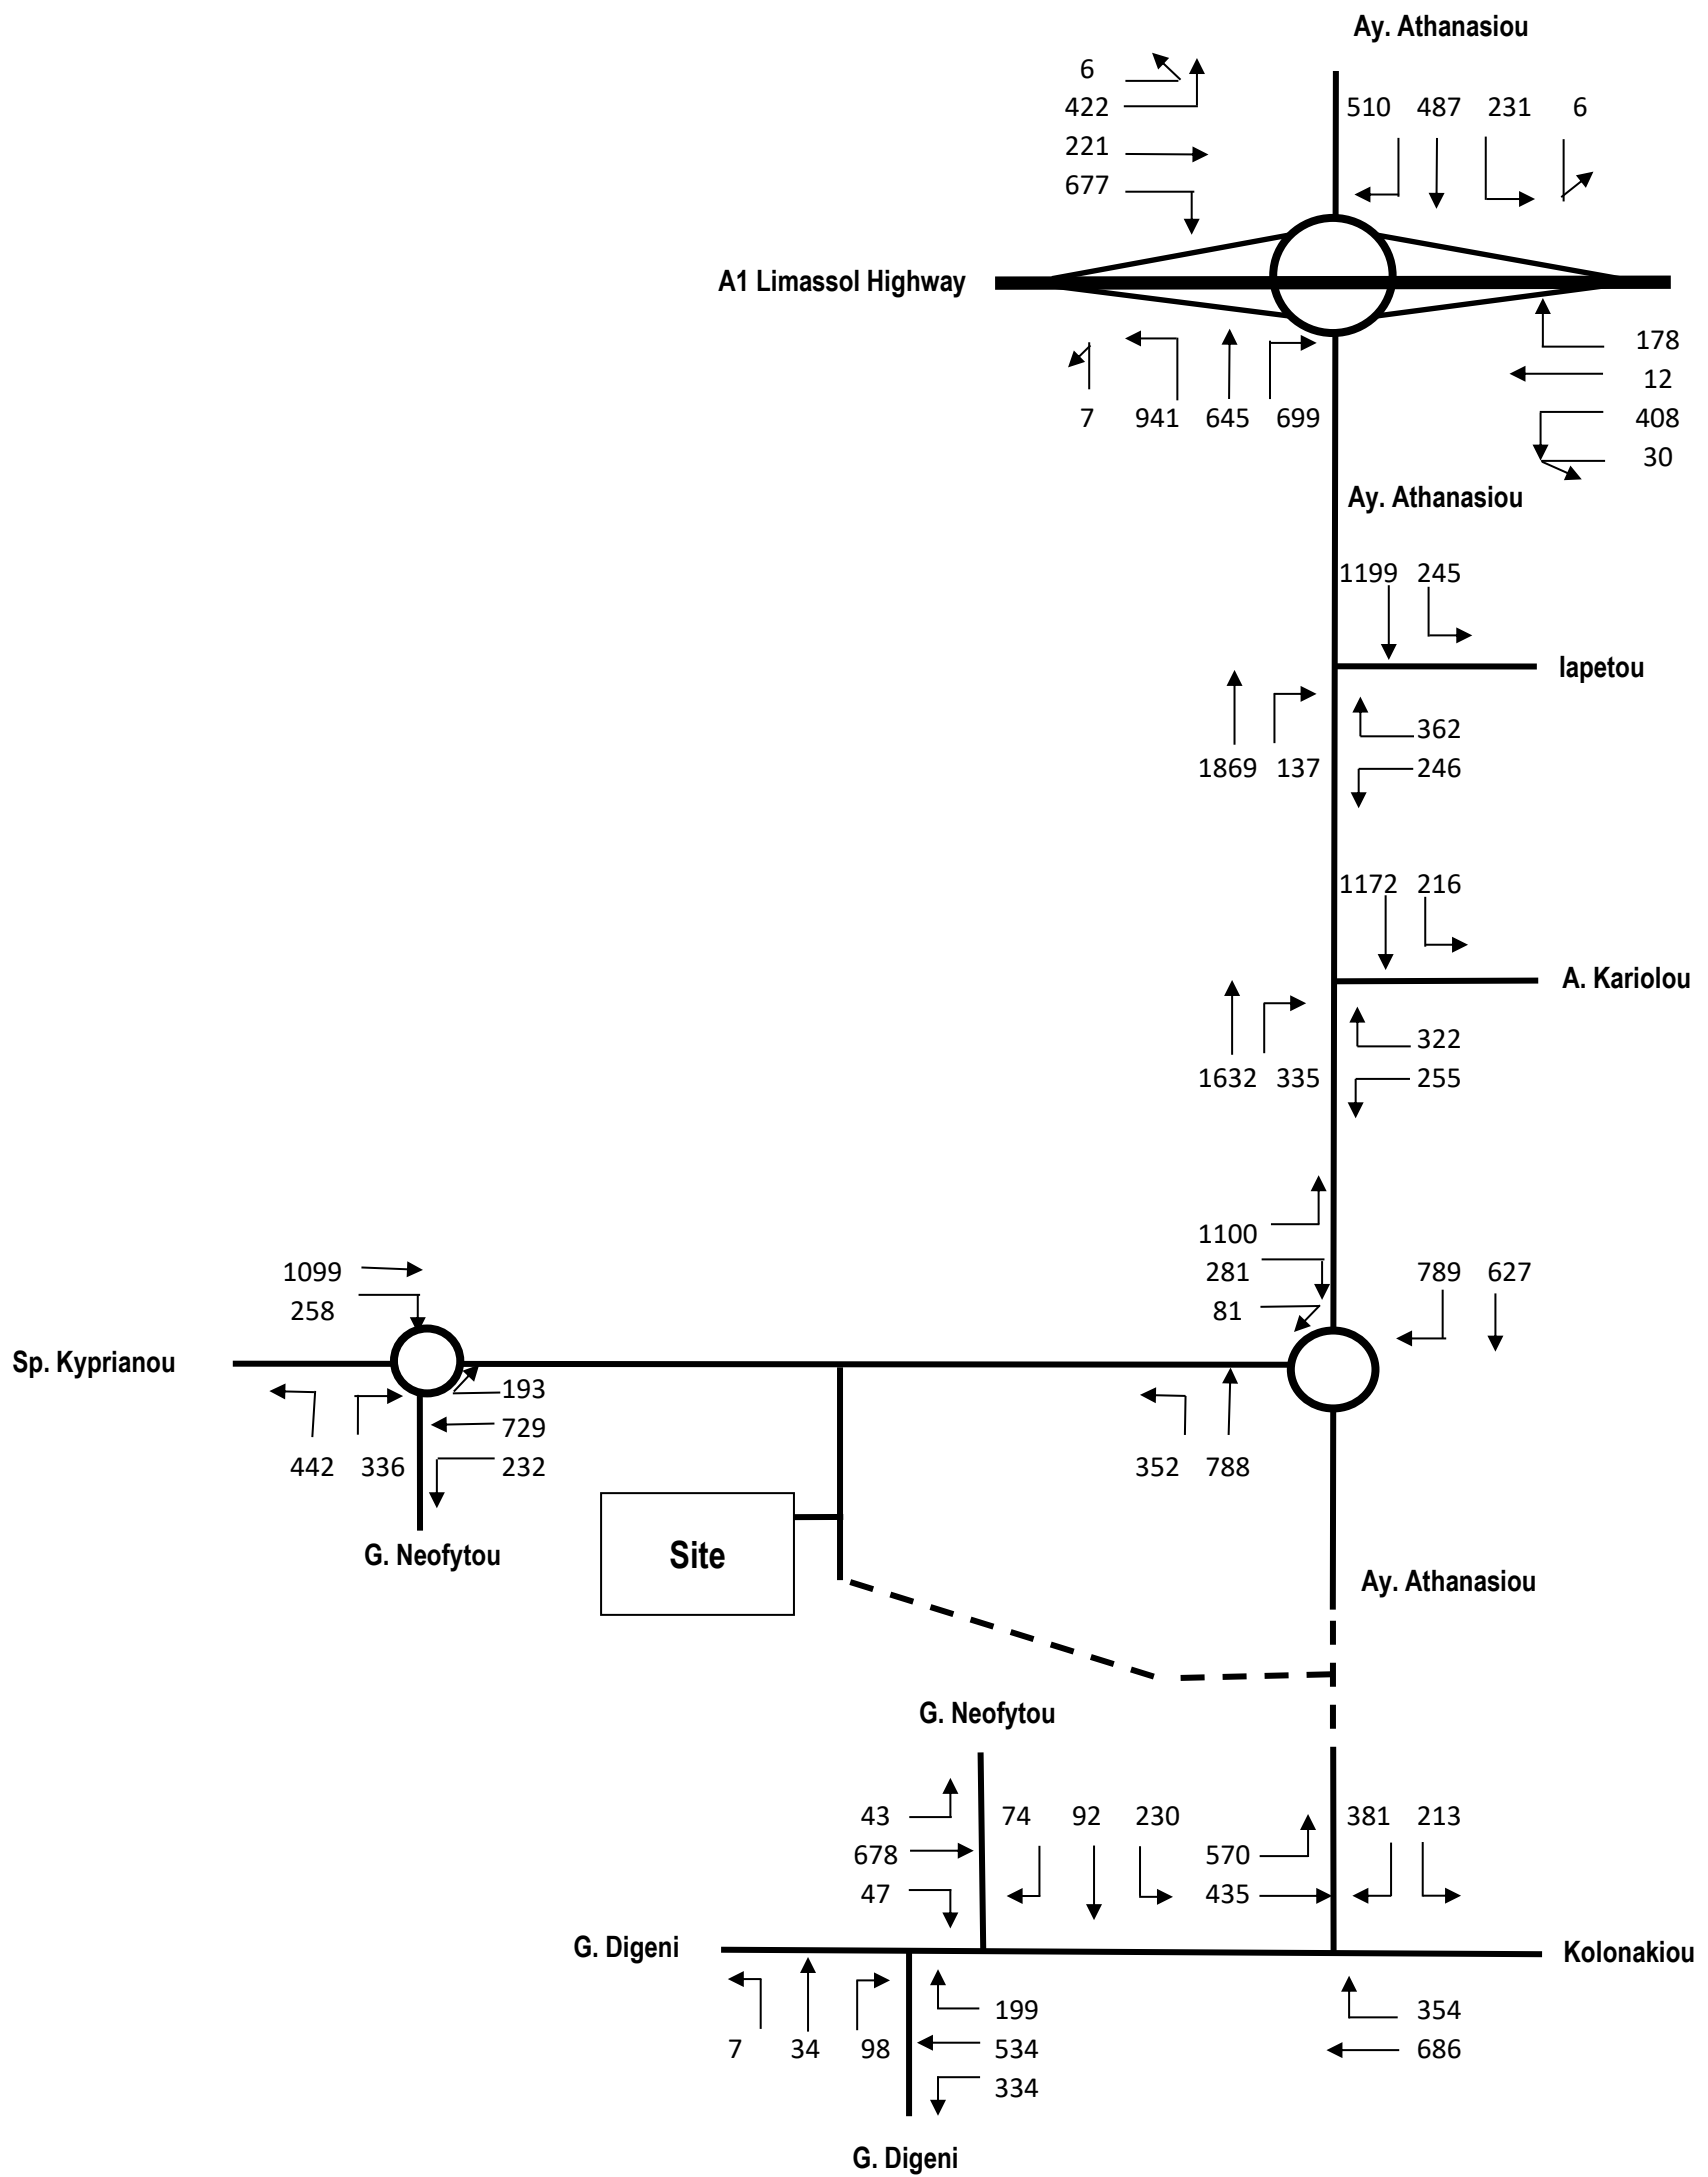 Ay. Athanasiou
6
422
221
677
510 487 231 6
A1 Limassol Highway
178
12
408
30
7 941 645 699
Ay. Athanasiou
1199 245
Iapetou
362
246
1869 137
1172 216
A. Kariolou
322
255
1632 335
1100
281
81
789 627
1099
258
Sp. Kyprianou
193
729
232
442 336
352 788
G. Neofytou
Site
Ay. Athanasiou
G. Neofytou
43
678
47
74 92 230
570
435
381 213
G. Digeni
Kolonakiou
199
534
334
7 34 98
354
686
G. Digeni